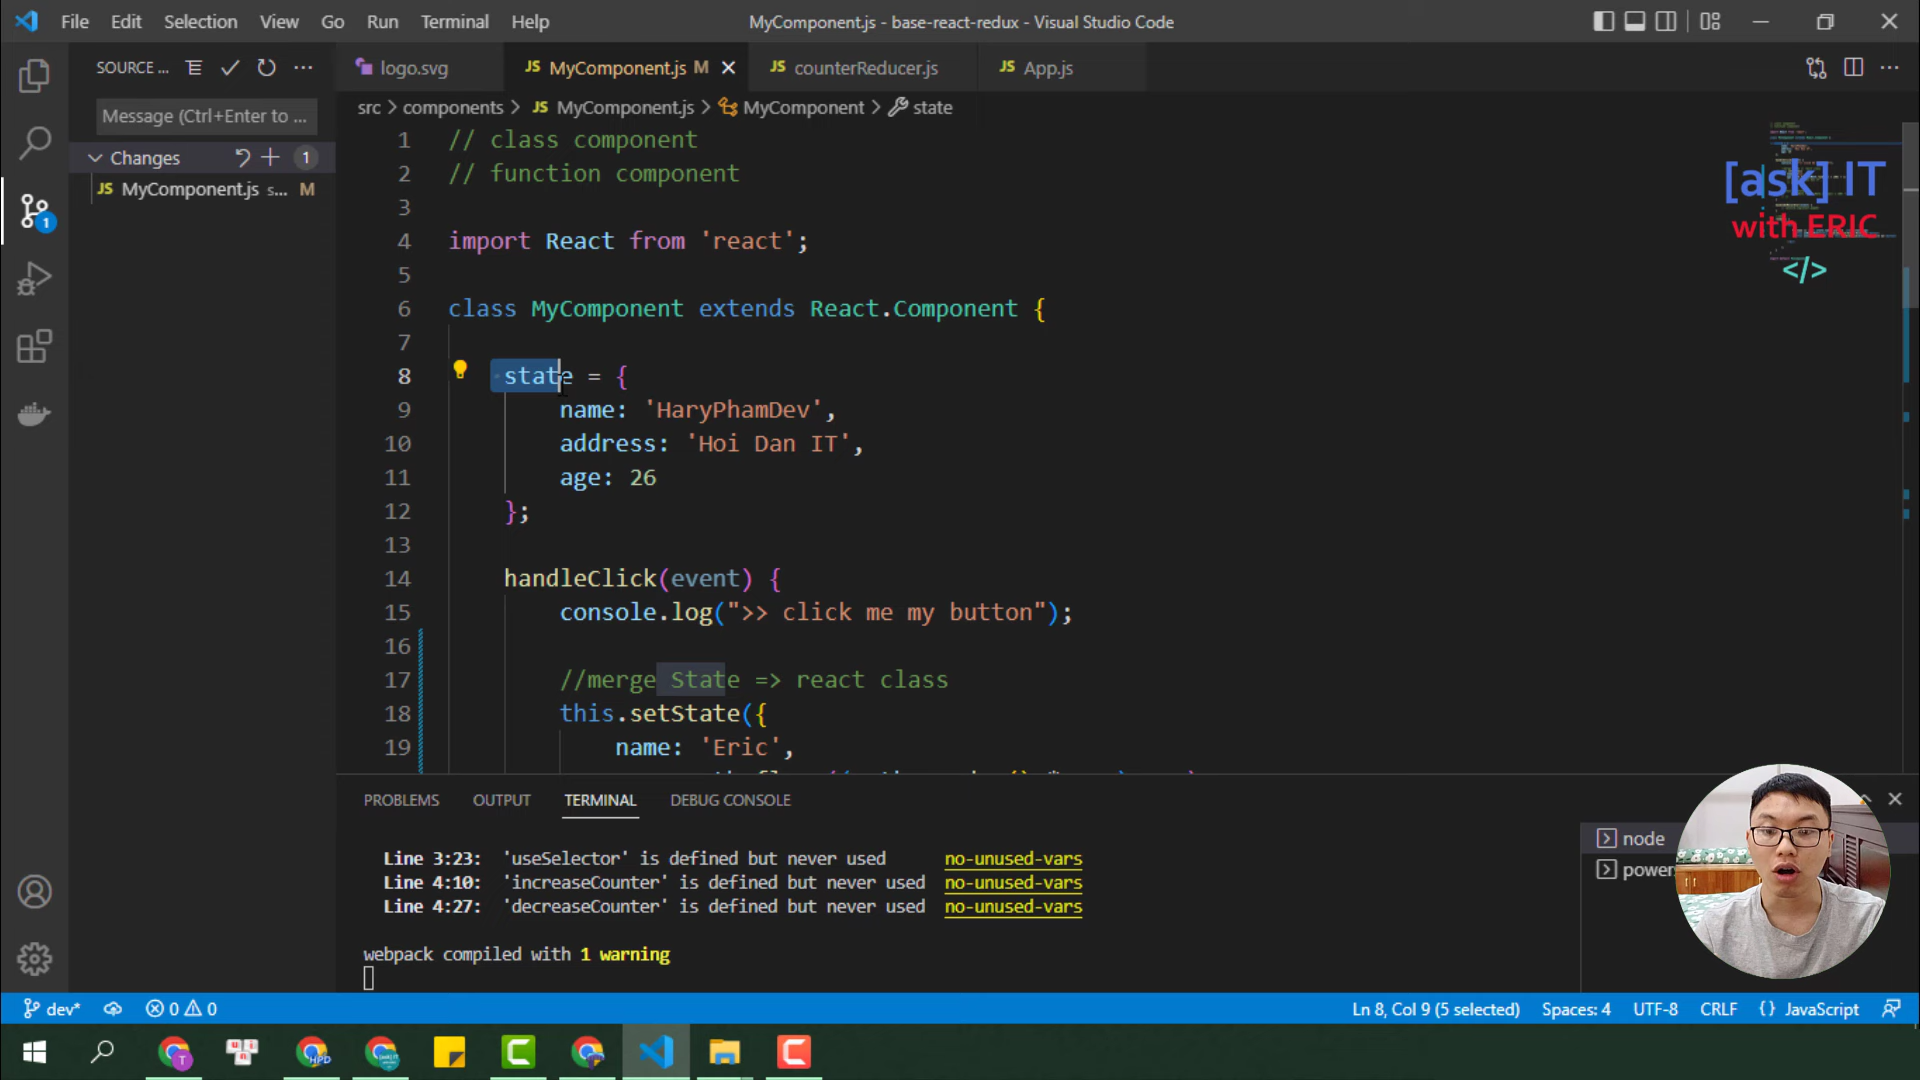 File Edit Selection View Go Run Terminal Help
MyComponent.js - base-react-redux - Visual Studio Code
SOURCE ...
logo.svg
JS MyComponent.js M
JS counterReducer.js
JS App.js
Message (Ctrl+Enter to ...
src > components > JS MyComponent.js > MyComponent > state
Changes 1
JS MyComponent.js s... M
1 // class component
2 // function component
3
4 import React from 'react';
5
6 class MyComponent extends React.Component {
7
8 state = {
9 name: 'HaryPhamDev',
10 address: 'Hoi Dan IT',
11 age: 26
12 };
13
14 handleClick(event) {
15 console.log(">> click me my button");
16
17 //merge State => react class
18 this.setState({
19 name: 'Eric',
[ask] IT
with ERIC
</>
1
PROBLEMS OUTPUT TERMINAL DEBUG CONSOLE
Line 3:23: 'useSelector' is defined but never used no-unused-vars
Line 4:10: 'increaseCounter' is defined but never used no-unused-vars
Line 4:27: 'decreaseCounter' is defined but never used no-unused-vars
webpack compiled with 1 warning
node
power
dev* 0 0
Ln 8, Col 9 (5 selected) Spaces: 4 UTF-8 CRLF {} JavaScript